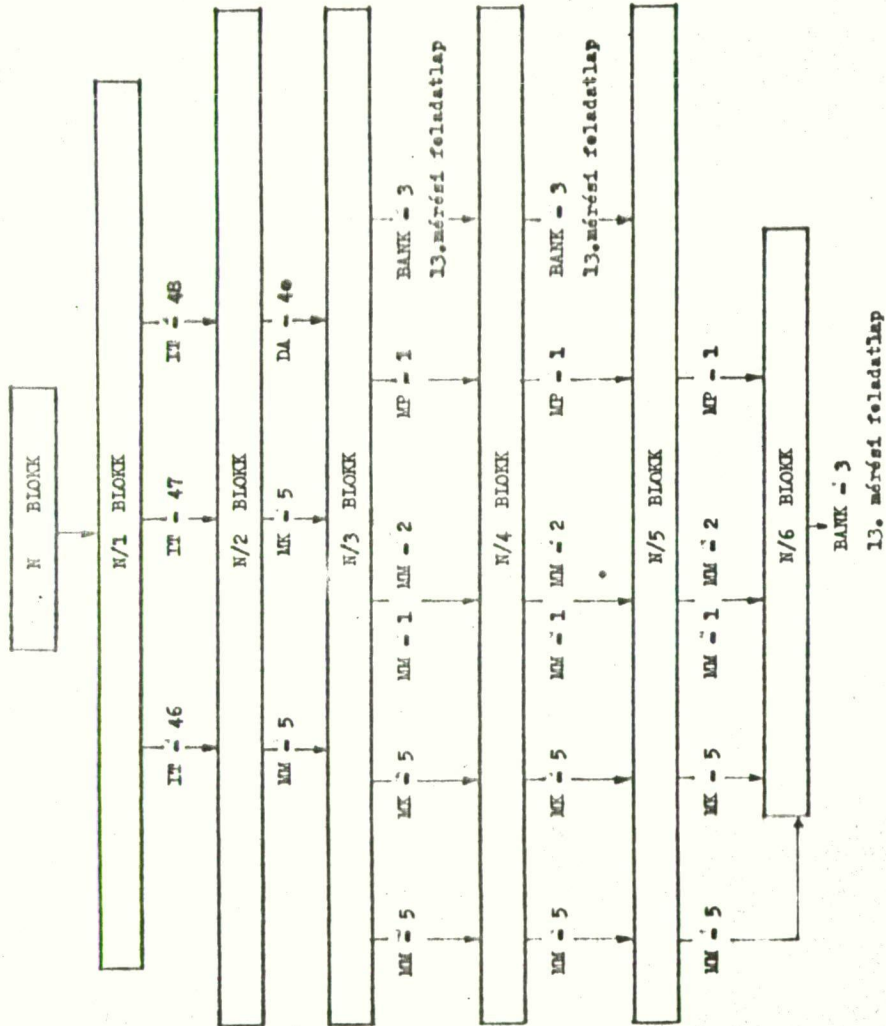 N BLOKK
N/1 BLOKK
IT - 46 IT - 47 IT - 48
N/2 BLOKK
MM - 5 MK - 5 DA - 40
N/3 BLOKK
MM - 5 MK - 5 MM - 1 MM - 2 MP - 1 BANK - 3
13.mérési feladatlap
N/4 BLOKK
MM - 5 MK - 5 MM - 1 MM - 2 MP - 1 BANK - 3
13.mérési feladatlap
N/5 BLOKK
MM - 5 MK - 5 MM - 1 MM - 2 MP - 1
N/6 BLOKK
BANK - 3
13. mérési feladatlap